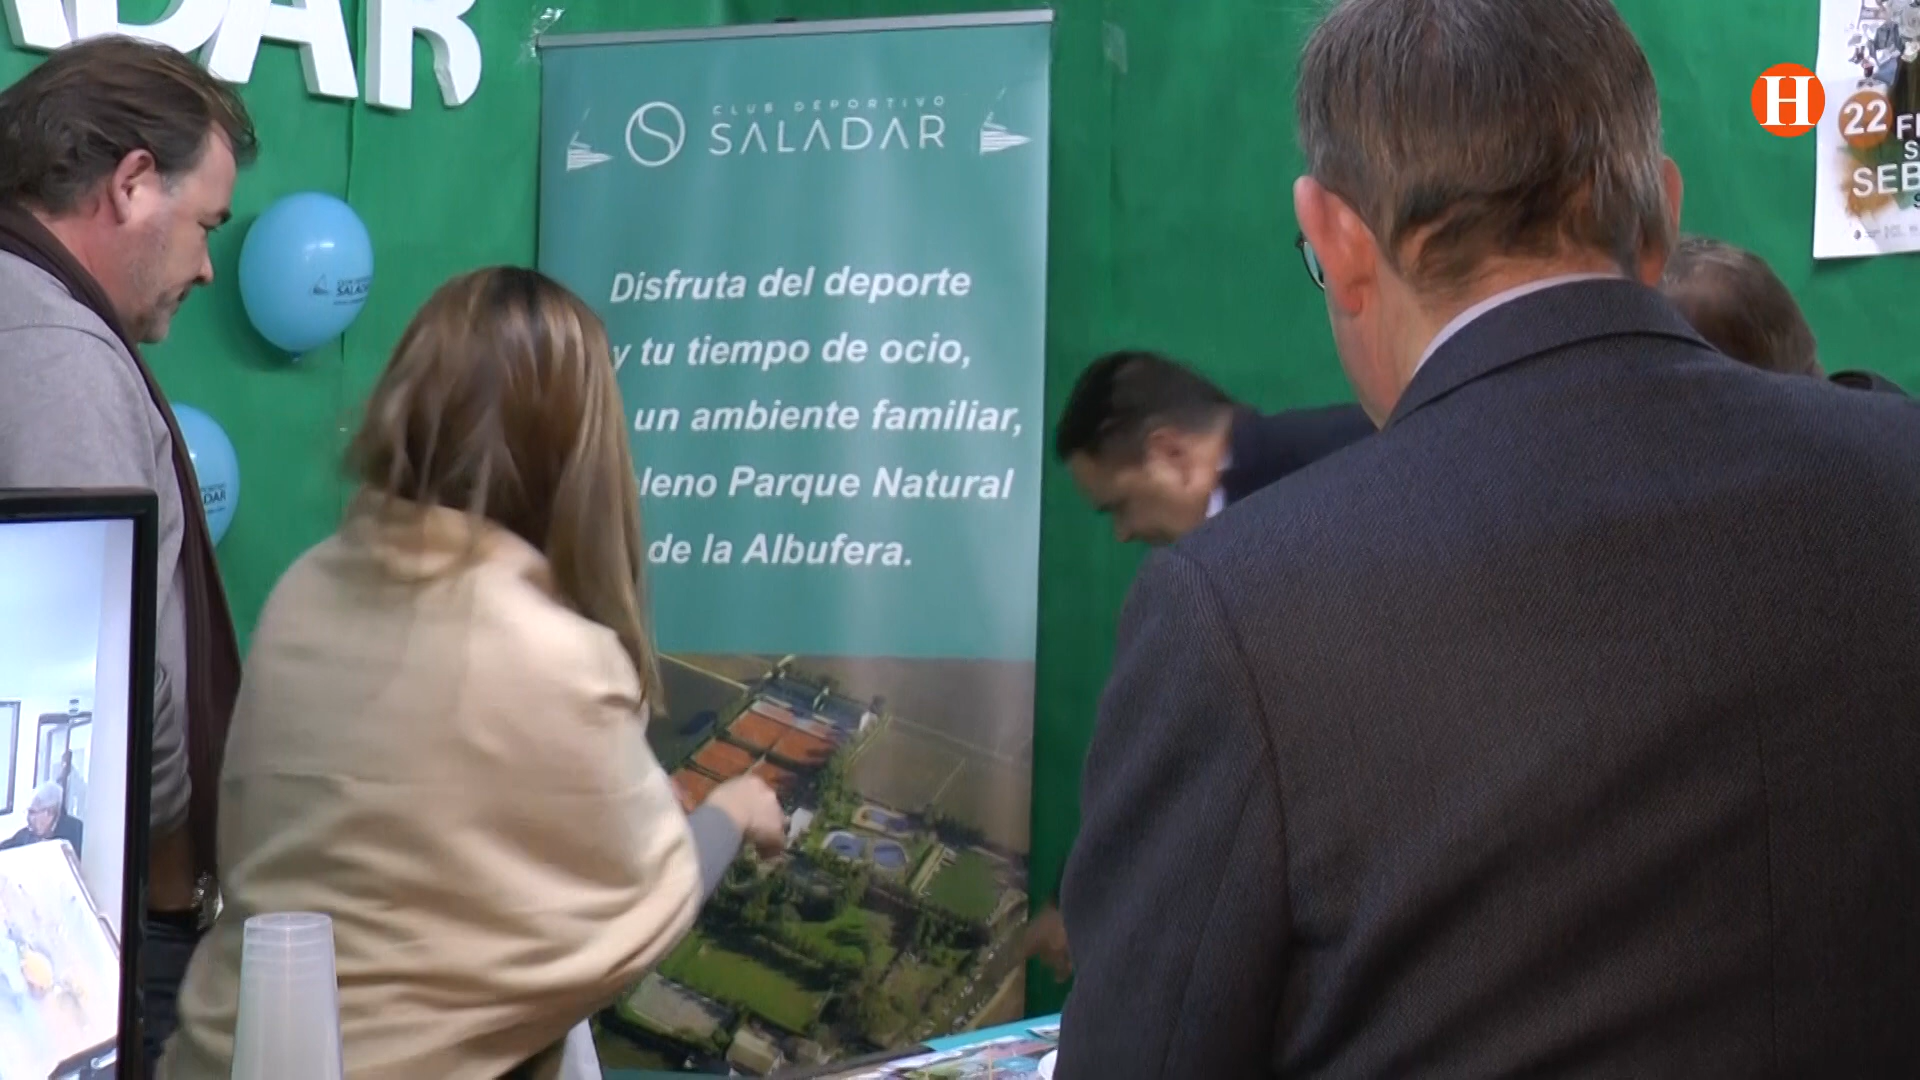 DAR
CLUB DEPORTIVO
SALADAR
Disfruta del deporte
y tu tiempo de ocio,
un ambiente familiar,
leno Parque Natural
de la Albufera.
SALADAR
DAR
H
22
SEB